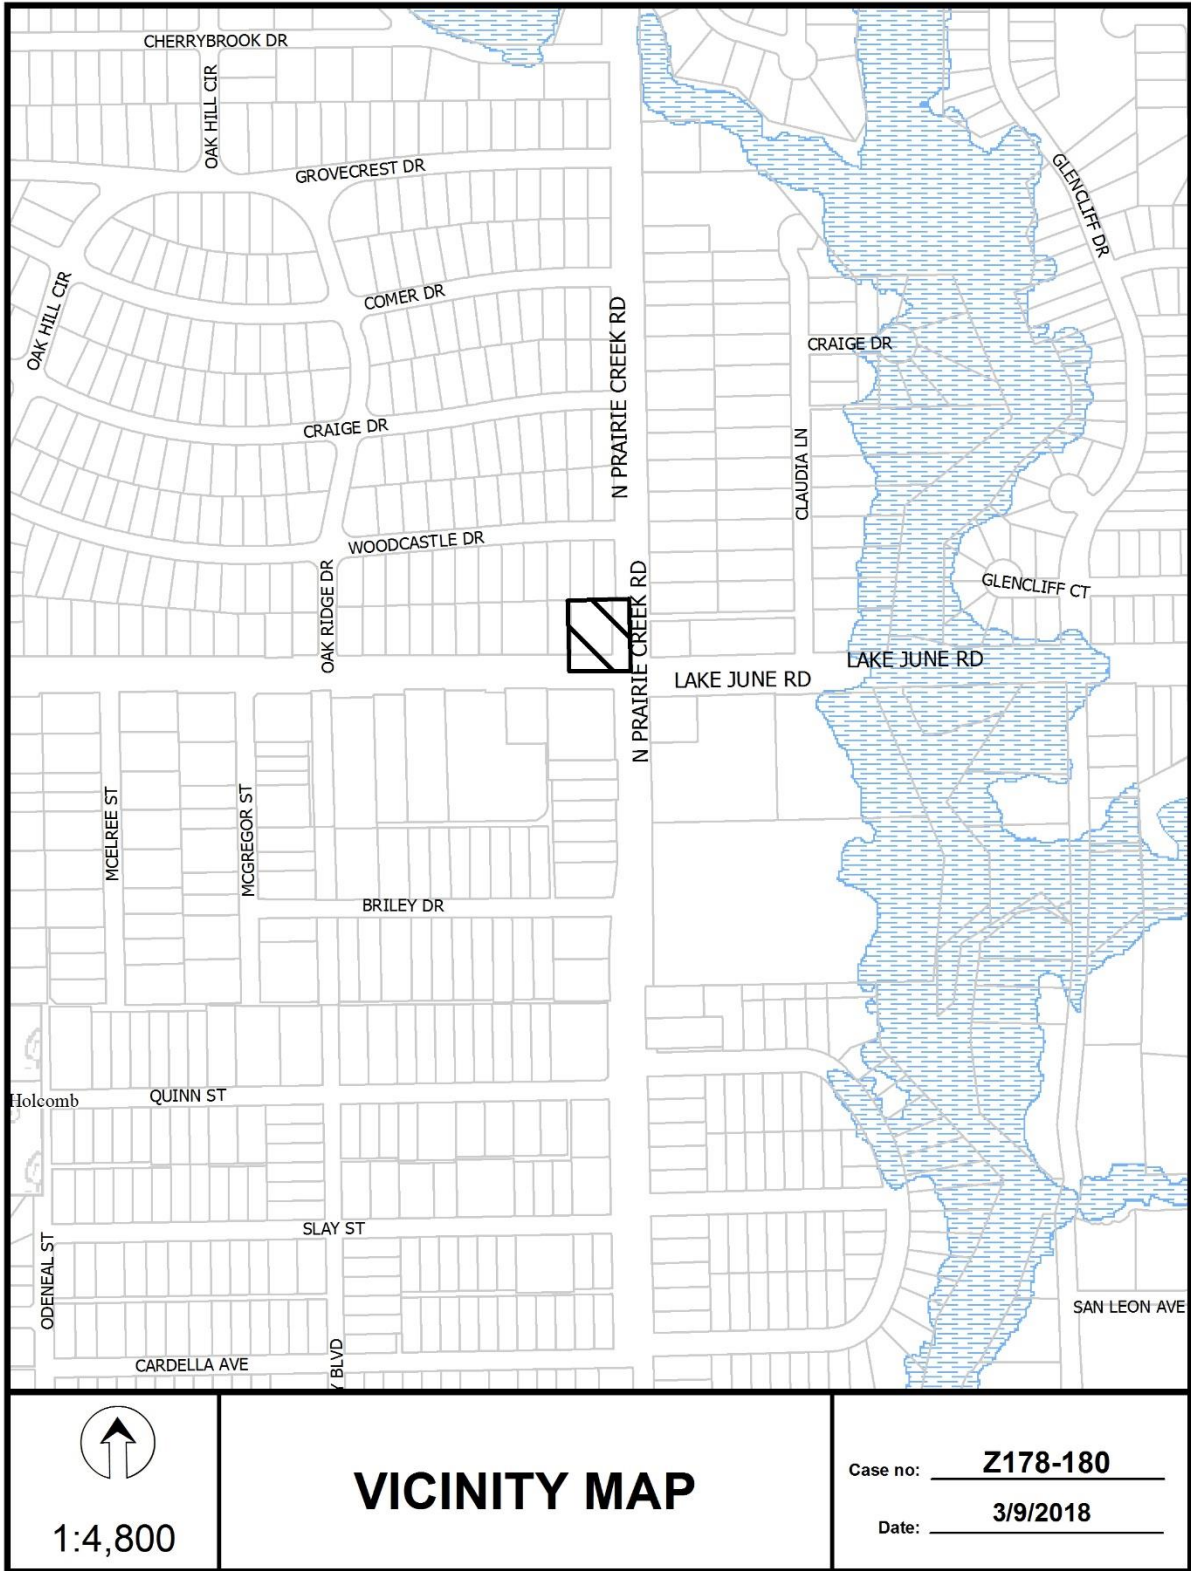 CHERRYBROOK DR
OAK HILL CIR
GROVECREST DR
GLENCLIFF DR
OAK HILL CIR
COMER DR
N PRAIRIE CREEK RD
CRAIGE DR
CRAIGE DR
CLAUDIA LN
WOODCASTLE DR
OAK RIDGE DR
N PRAIRIE CREEK RD
GLENCLIFF CT
LAKE JUNE RD
LAKE JUNE RD
MCELREE ST
MCGREGOR ST
BRILEY DR
Holcomb
QUINN ST
SLAY ST
ODENEAL ST
SAN LEON AVE
CARDELLA AVE
Y BLVD
1:4,800
VICINITY MAP
Case no: Z178-180
Date: 3/9/2018